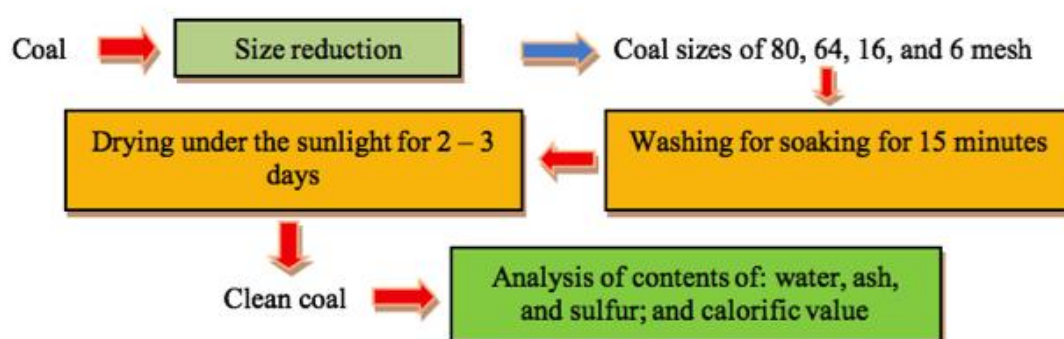 Coal
Size reduction
Coal sizes of 80, 64, 16, and 6 mesh
Washing for soaking for 15 minutes
Drying under the sunlight for 2 – 3
days
Clean coal
Analysis of contents of: water, ash,
and sulfur; and calorific value